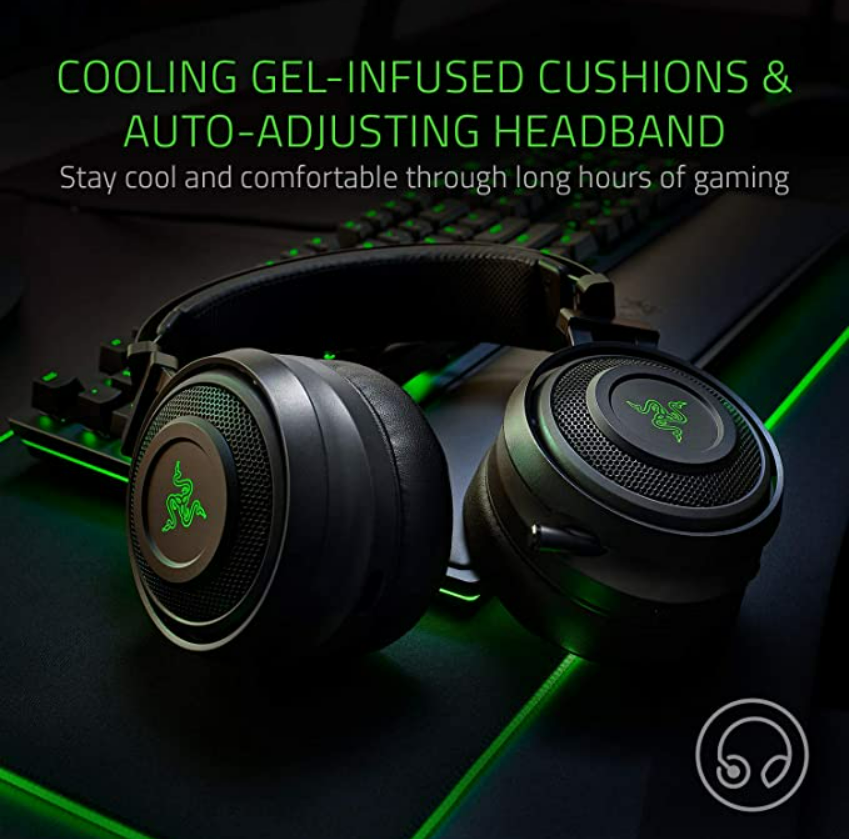 COOLING GEL-INFUSED CUSHIONS &
AUTO-ADJUSTING HEADBAND
Stay cool and comfortable through long hours of gaming